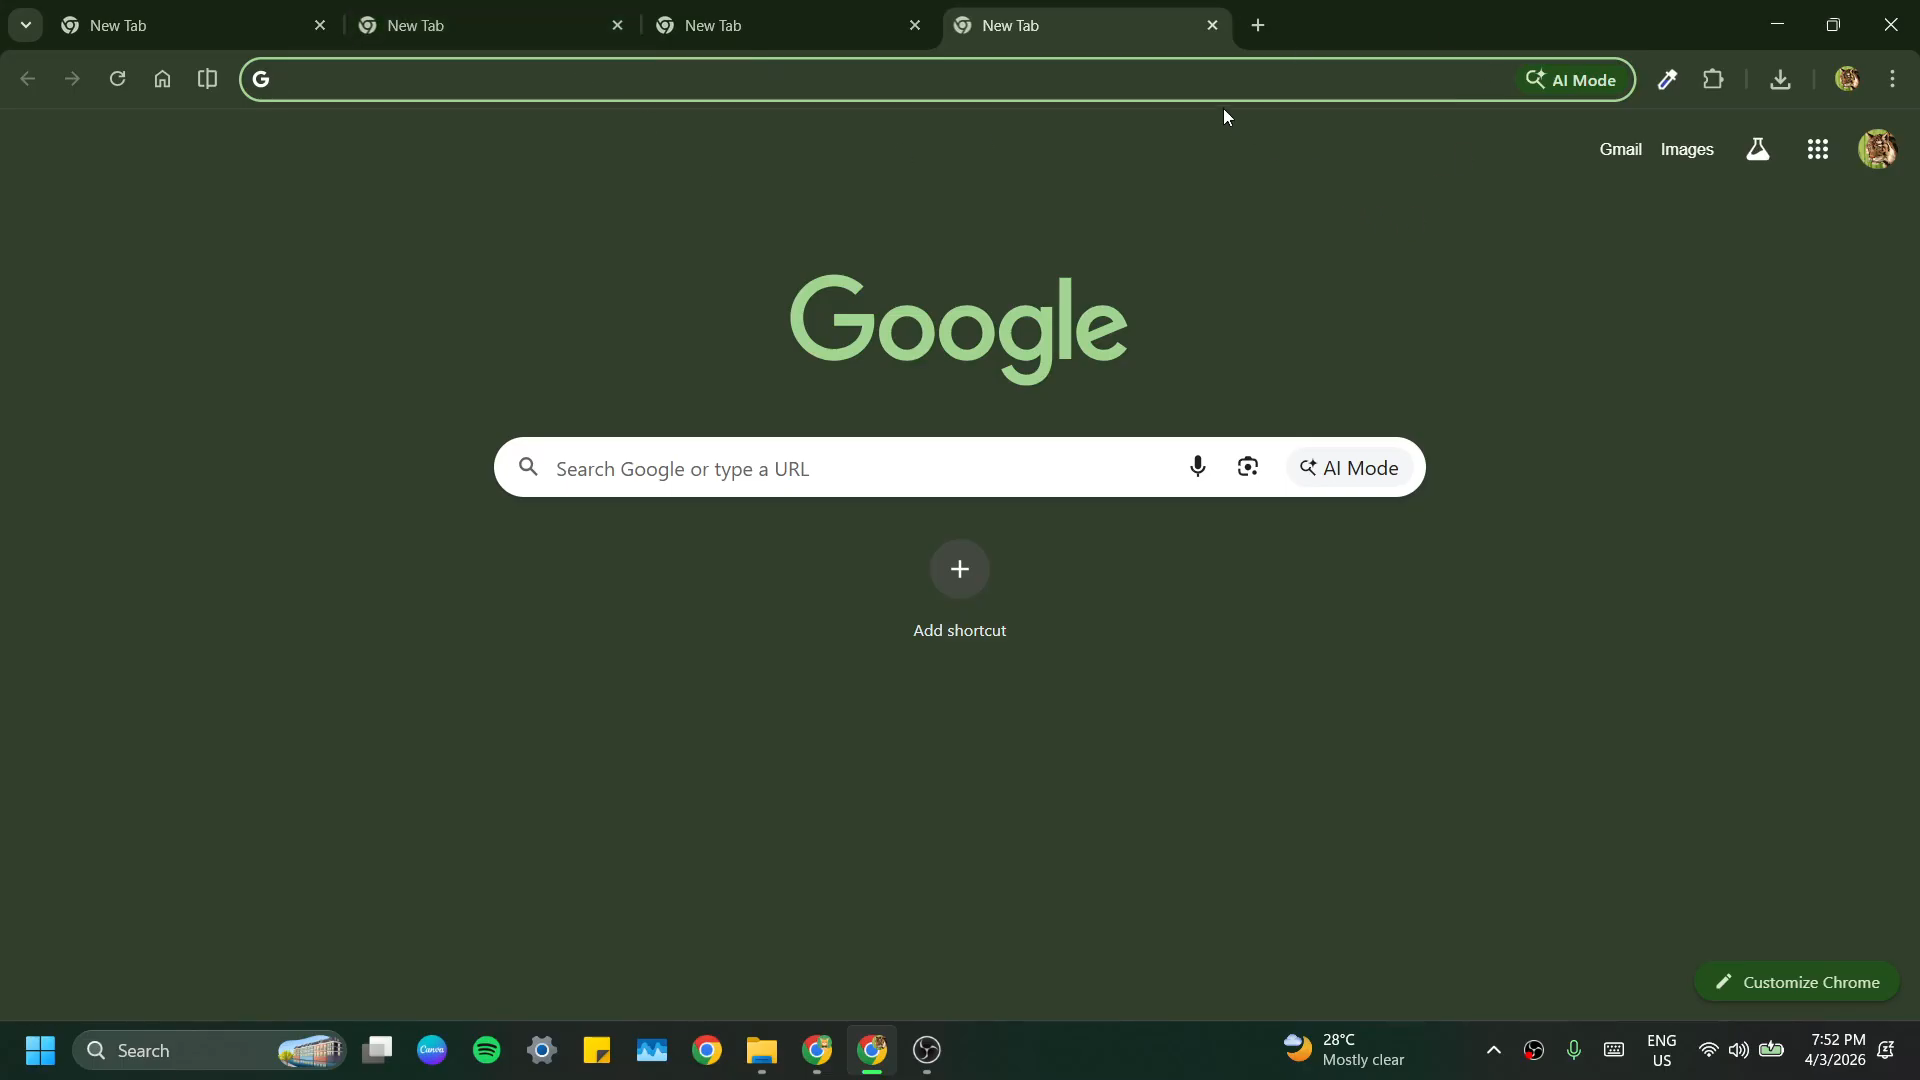 New Tab
New Tab
New Tab
New Tab
AI Mode
Gmail
Images
Google
Search Google or type a URL
AI Mode
Add shortcut
Customize Chrome
Search
Canva
28°C
Mostly clear
ENG
US
7:52 PM
4/3/2026